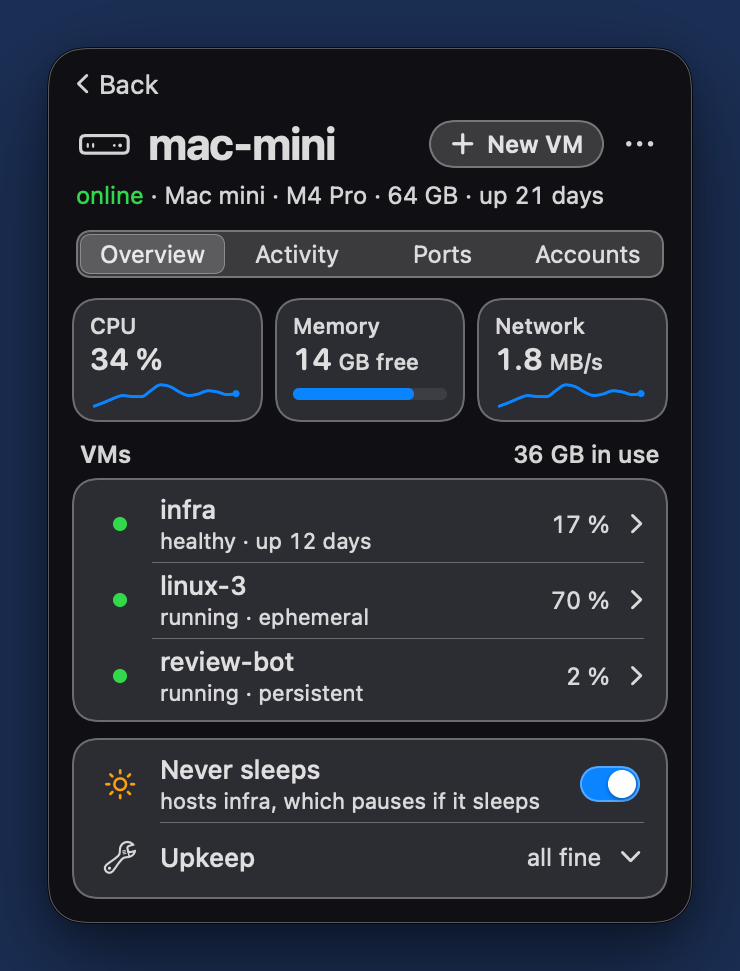 Back
mac-mini
New VM
online · Mac mini · M4 Pro · 64 GB · up 21 days
Overview Activity Ports Accounts
CPU Memory Network
34 % 14 GB free 1.8 MB/s
VMs 36 GB in use
infra
healthy · up 12 days
17 %
linux-3
running · ephemeral
70 %
review-bot
running · persistent
2 %
Never sleeps
hosts infra, which pauses if it sleeps
Upkeep all fine